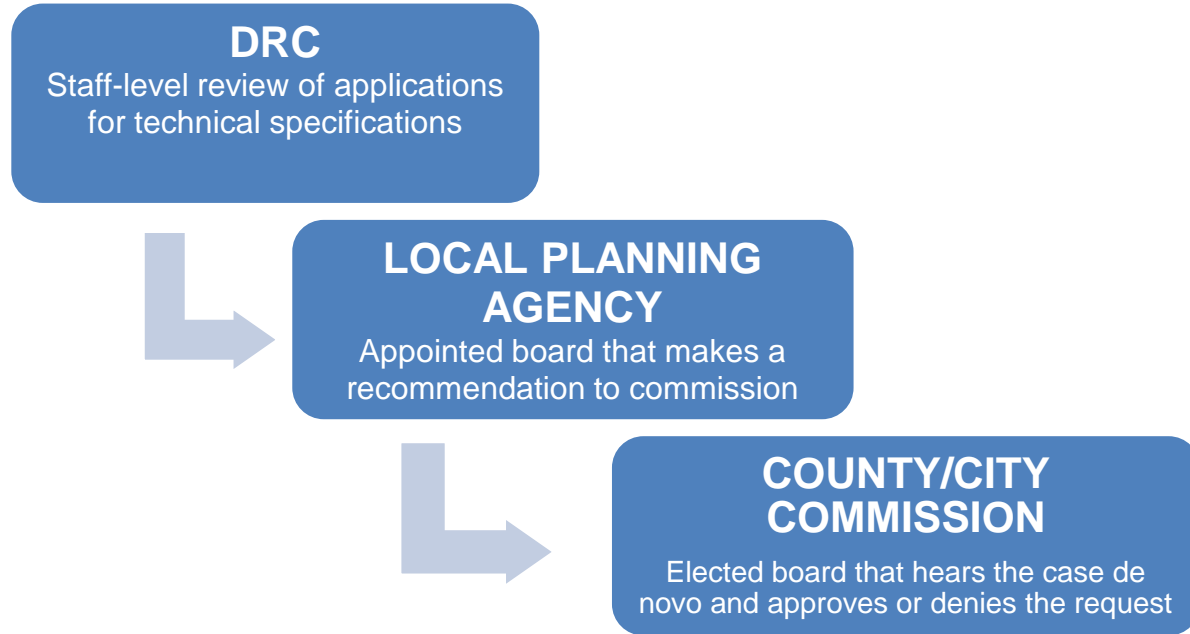 DRC
Staff-level review of applications
for technical specifications
LOCAL PLANNING
AGENCY
Appointed board that makes a
recommendation to commission
COUNTY/CITY
COMMISSION
Elected board that hears the case de
novo and approves or denies the request